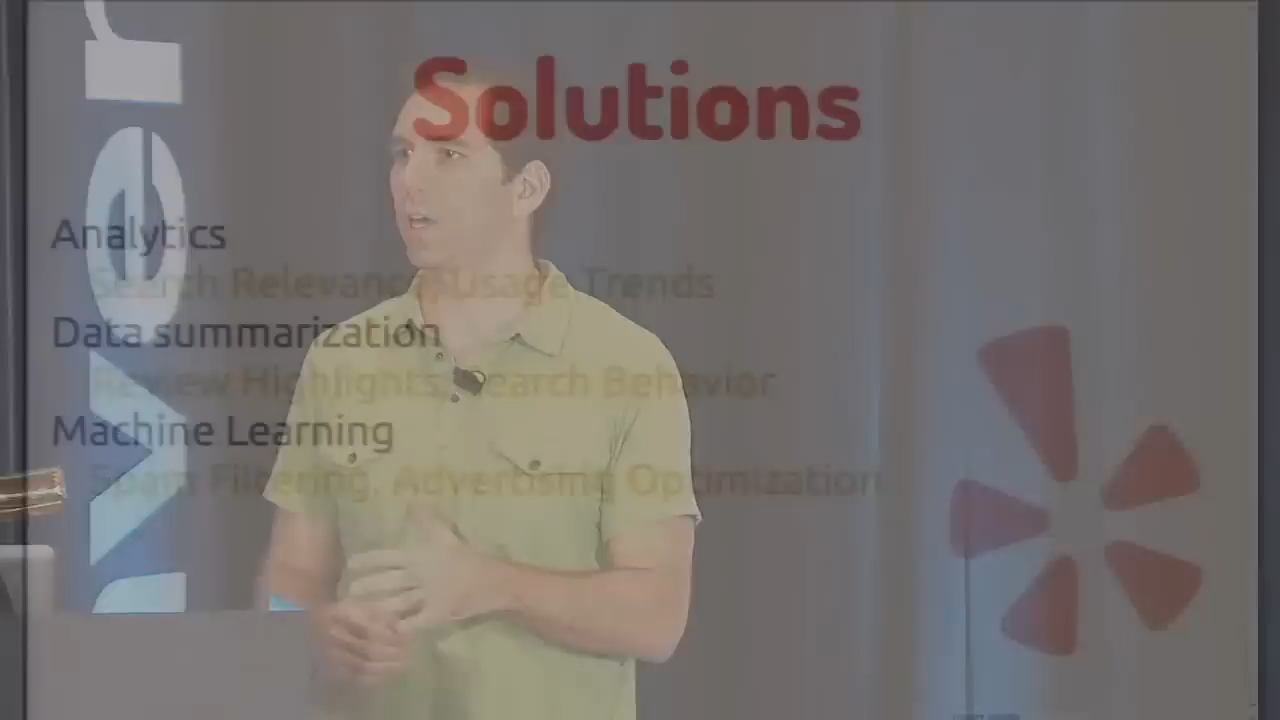 Solutions
Analytics
Search Relevance, Usage Trends
Data summarization
Review Highlights, Search Behavior
Machine Learning
Spam Filtering, Advertising Optimization